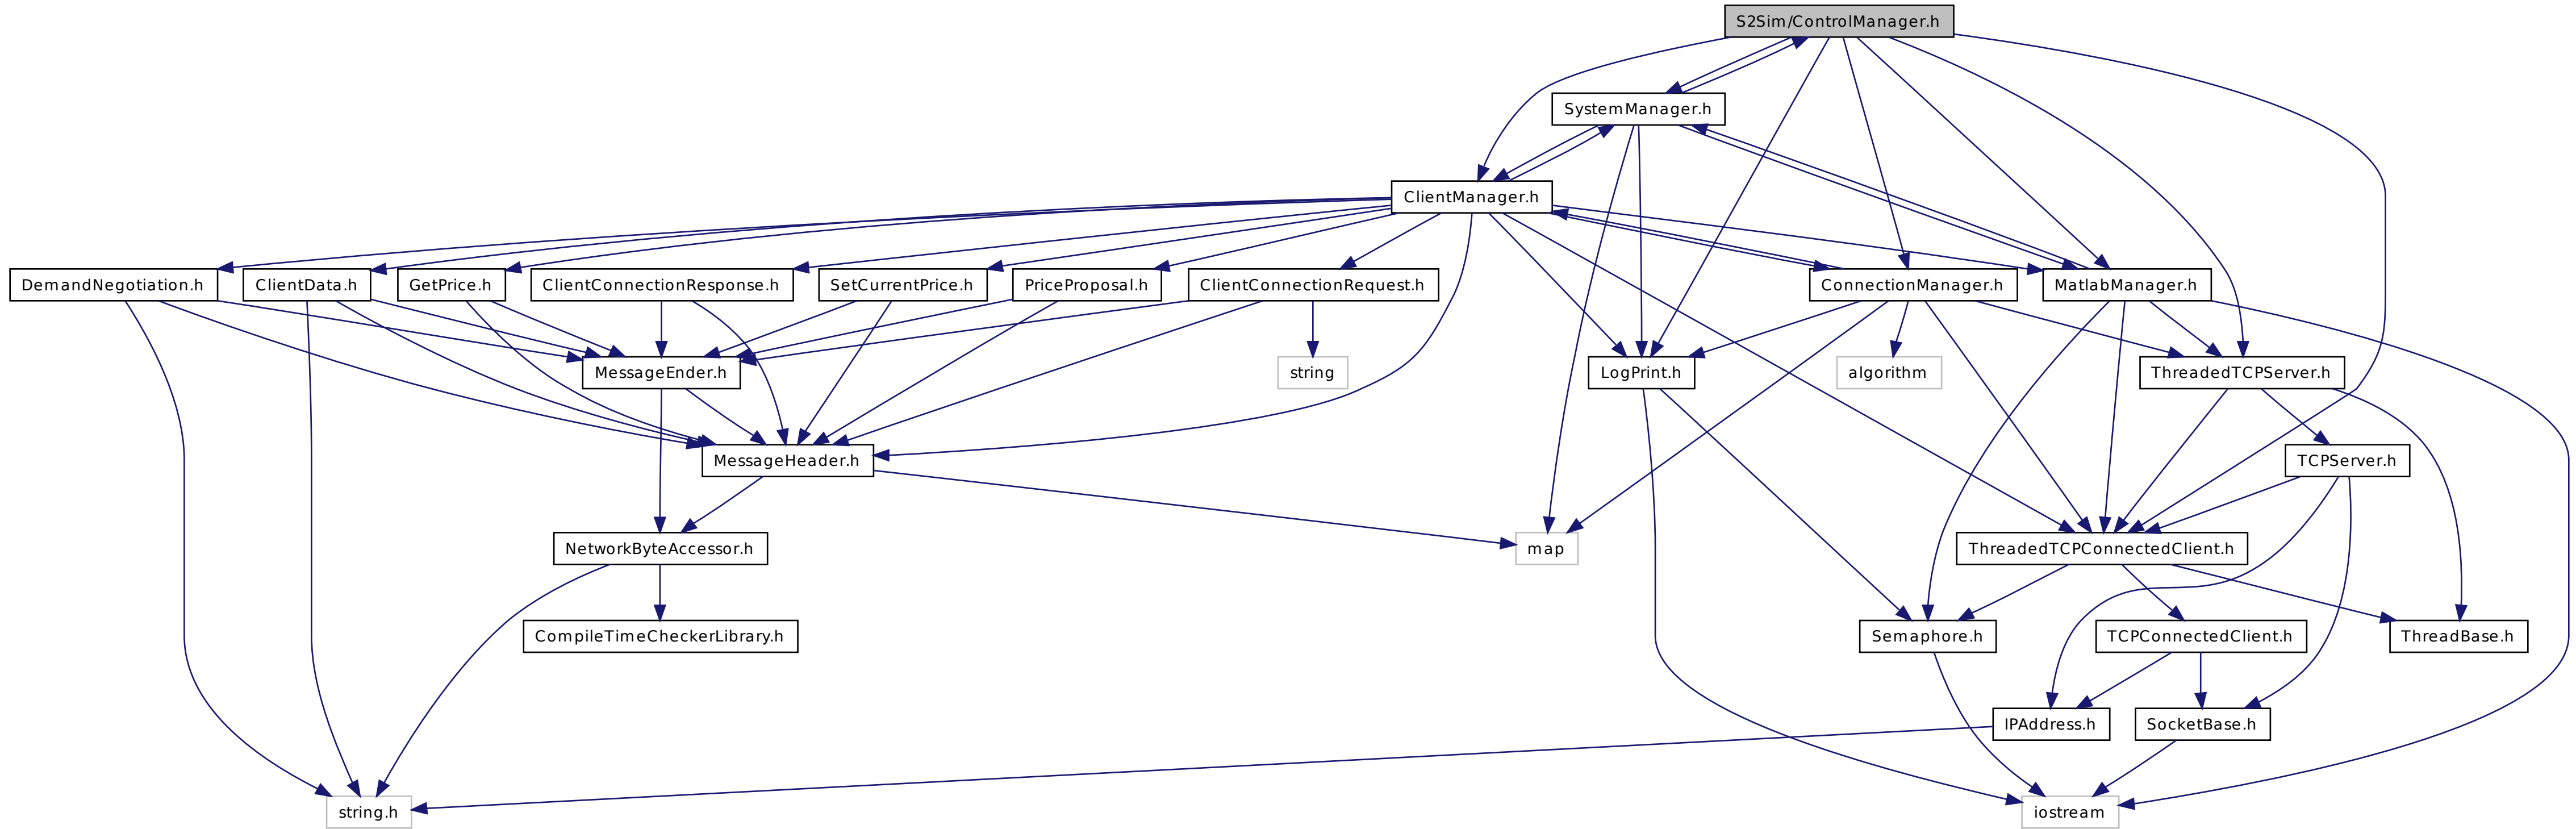 S2Sim/ControlManager.h
SystemManager.h
ClientManager.h
DemandNegotiation.h
ClientData.h
GetPrice.h
ClientConnectionResponse.h
SetCurrentPrice.h
PriceProposal.h
ClientConnectionRequest.h
ConnectionManager.h
MatlabManager.h
MessageEnder.h
string
LogPrint.h
algorithm
ThreadedTCPServer.h
MessageHeader.h
TCPServer.h
NetworkByteAccessor.h
map
ThreadedTCPConnectedClient.h
CompileTimeCheckerLibrary.h
Semaphore.h
TCPConnectedClient.h
ThreadBase.h
IPAddress.h
SocketBase.h
string.h
iostream